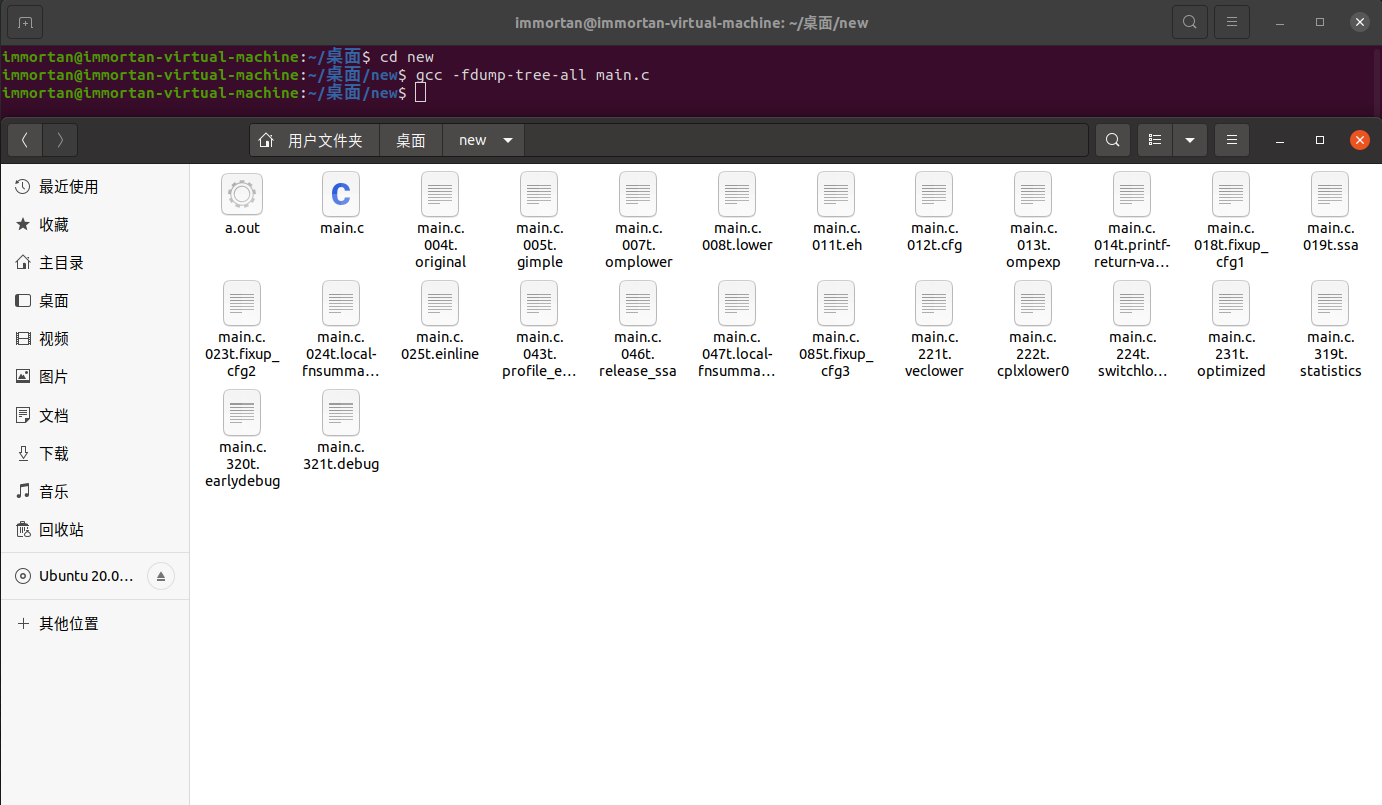 immortan@immortan-virtual-machine: ~/桌面/new
immortan@immortan-virtual-machine:~/桌面$ cd new
immortan@immortan-virtual-machine:~/桌面/new$ gcc -fdump-tree-all main.c
immortan@immortan-virtual-machine:~/桌面/new$
用户文件夹 桌面 new
最近使用
收藏
主目录
桌面
视频
图片
文档
下载
音乐
回收站
Ubuntu 20.0…
其他位置
a.out
main.c
main.c.
004t.
original
main.c.
005t.
gimple
main.c.
007t.
omplower
main.c.
008t.lower
main.c.
011t.eh
main.c.
012t.cfg
main.c.
013t.
ompexp
main.c.
014t.printf-
return-va…
main.c.
018t.fixup_
cfg1
main.c.
019t.ssa
main.c.
023t.fixup_
cfg2
main.c.
024t.local-
fnsumma…
main.c.
025t.einline
main.c.
043t.
profile_e…
main.c.
046t.
release_ssa
main.c.
047t.local-
fnsumma…
main.c.
085t.fixup_
cfg3
main.c.
221t.
veclower
main.c.
222t.
cplxlower0
main.c.
224t.
switchlo…
main.c.
231t.
optimized
main.c.
319t.
statistics
main.c.
320t.
earlydebug
main.c.
321t.debug